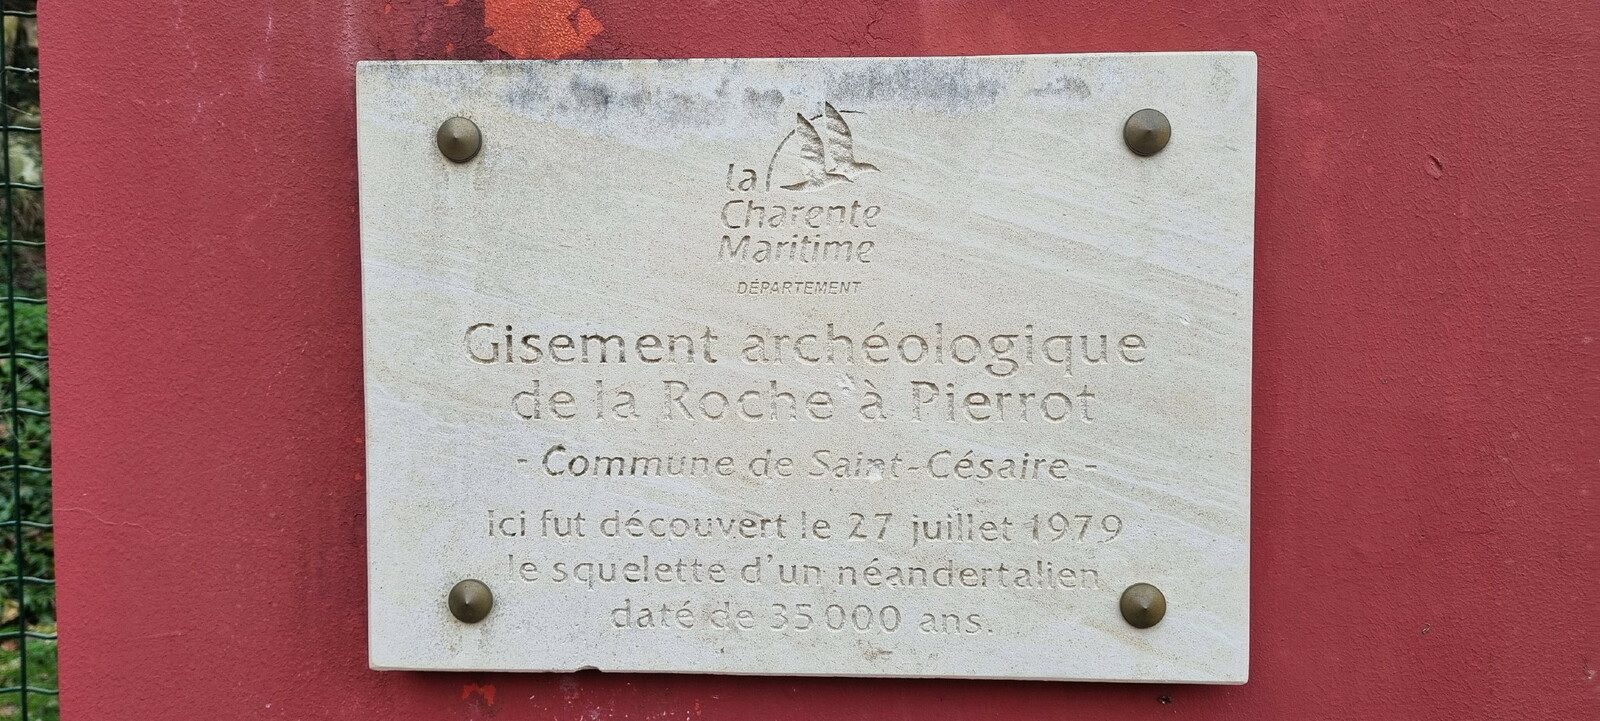 la
Charente
Maritime
DÉPARTEMENT
Gisement archéologique
de la Roche à Pierrot
- Commune de Saint-Césaire -
Ici fut découvert le 27 juillet 1979
le squelette d'un néandertalien
daté de 35 000 ans.